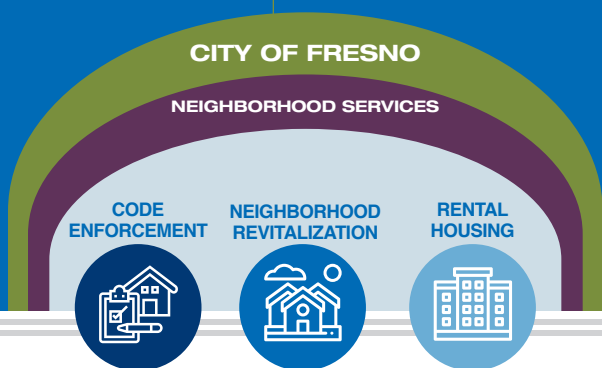 CITY OF FRESNO
NEIGHBORHOOD SERVICES
CODE
ENFORCEMENT
NEIGHBORHOOD
REVITALIZATION
RENTAL
HOUSING